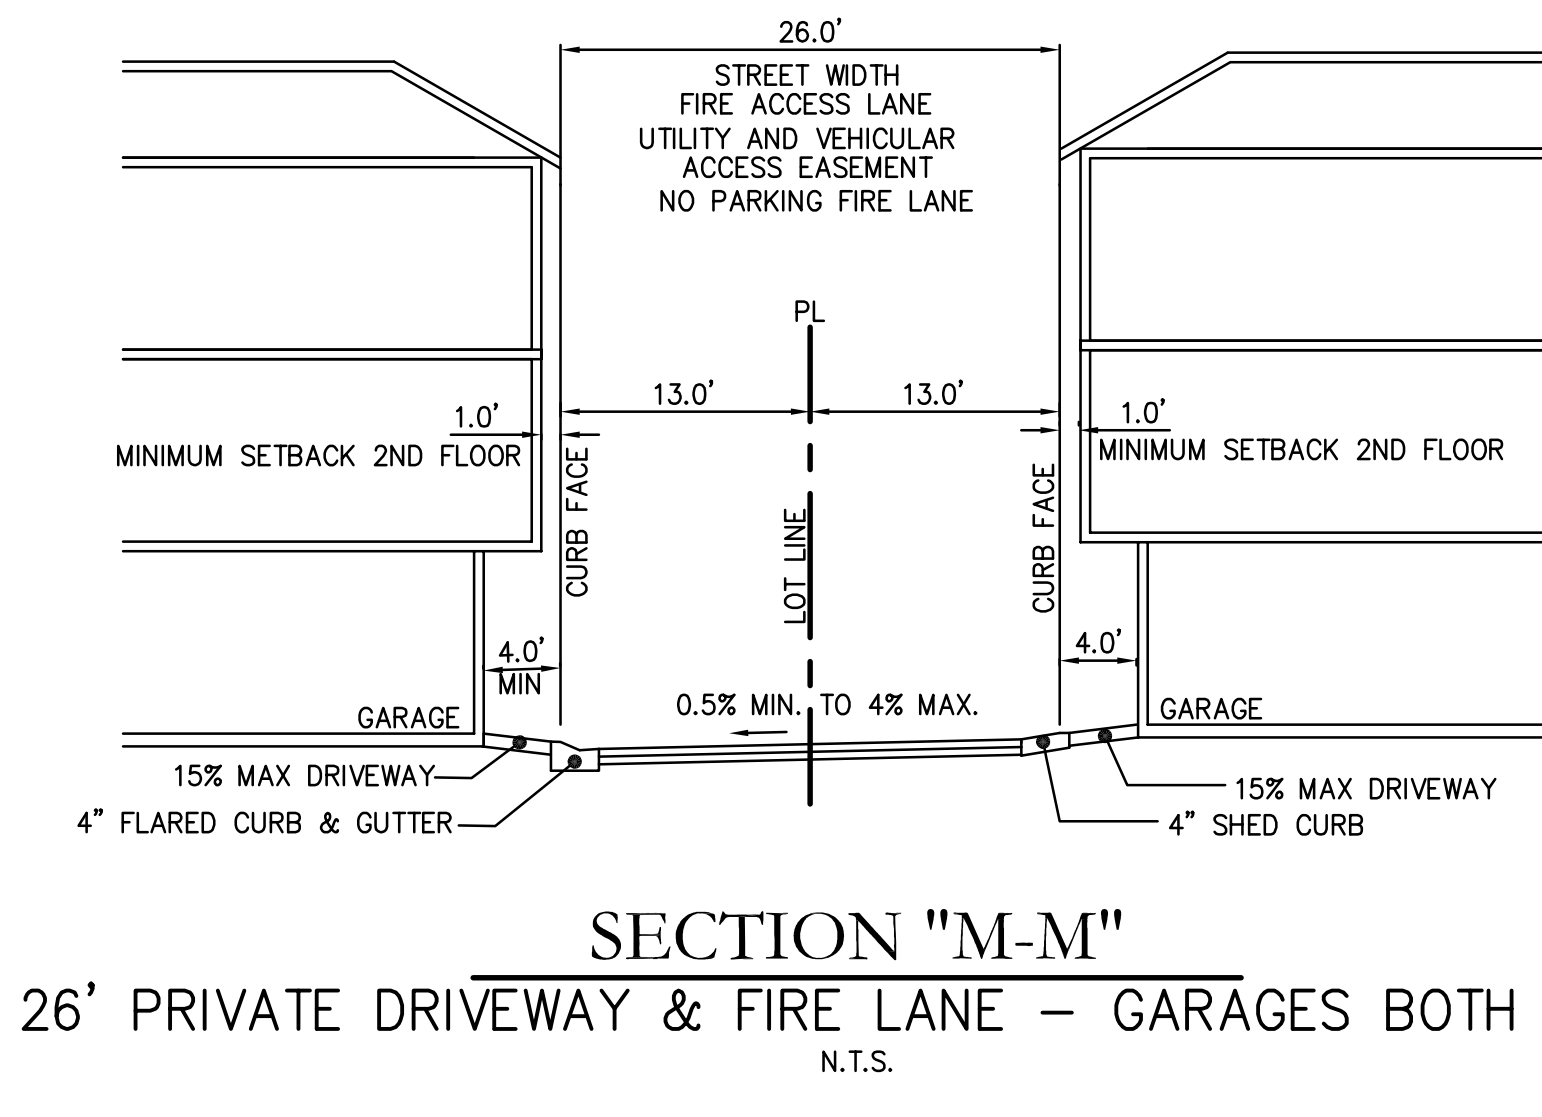 26.0'
STREET WIDTH
FIRE ACCESS LANE
UTILITY AND VEHICULAR
ACCESS EASEMENT
NO PARKING FIRE LANE
PL
13.0'
13.0'
1.0'
1.0'
MINIMUM SETBACK 2ND FLOOR
MINIMUM SETBACK 2ND FLOOR
CURB FACE
CURB FACE
LOT LINE
4.0'
MIN
4.0'
0.5% MIN. TO 4% MAX.
GARAGE
GARAGE
15% MAX DRIVEWAY
15% MAX DRIVEWAY
4" FLARED CURB & GUTTER
4" SHED CURB
SECTION "M-M"
26' PRIVATE DRIVEWAY & FIRE LANE – GARAGES BOTH
N.T.S.